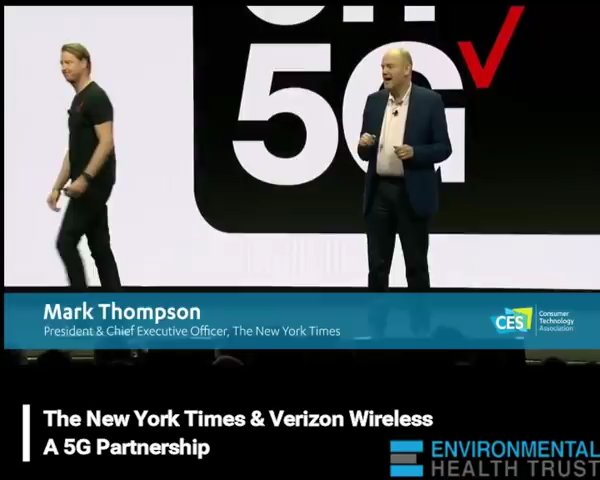 5G
Mark Thompson
President & Chief Executive Officer, The New York Times
CES
Consumer
Technology
Association
The New York Times & Verizon Wireless
A 5G Partnership
ENVIRONMENTAL
HEALTH TRUST